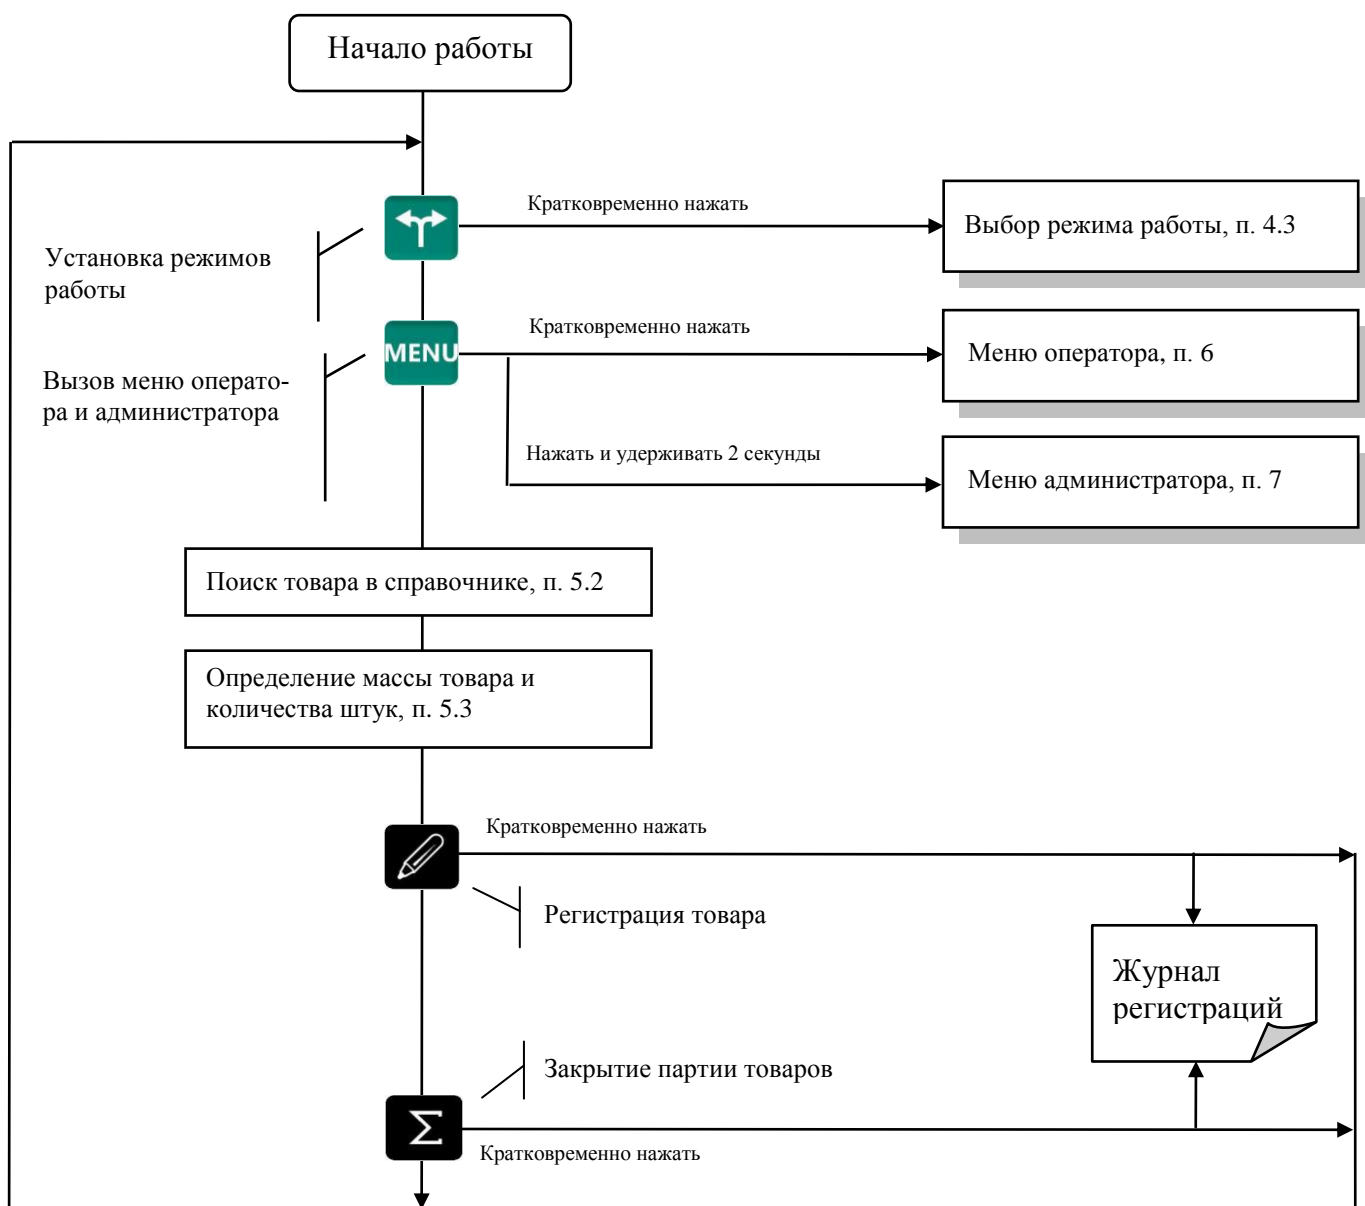 Начало работы
Кратковременно нажать
Выбор режима работы, п. 4.3
Установка режимов
работы
Кратковременно нажать
MENU
Меню оператора, п. 6
Вызов меню операто-
ра и администратора
Нажать и удерживать 2 секунды
Меню администратора, п. 7
Поиск товара в справочнике, п. 5.2
Определение массы товара и
количества штук, п. 5.3
Кратковременно нажать
Регистрация товара
Журнал
регистраций
Закрытие партии товаров
Σ
Кратковременно нажать